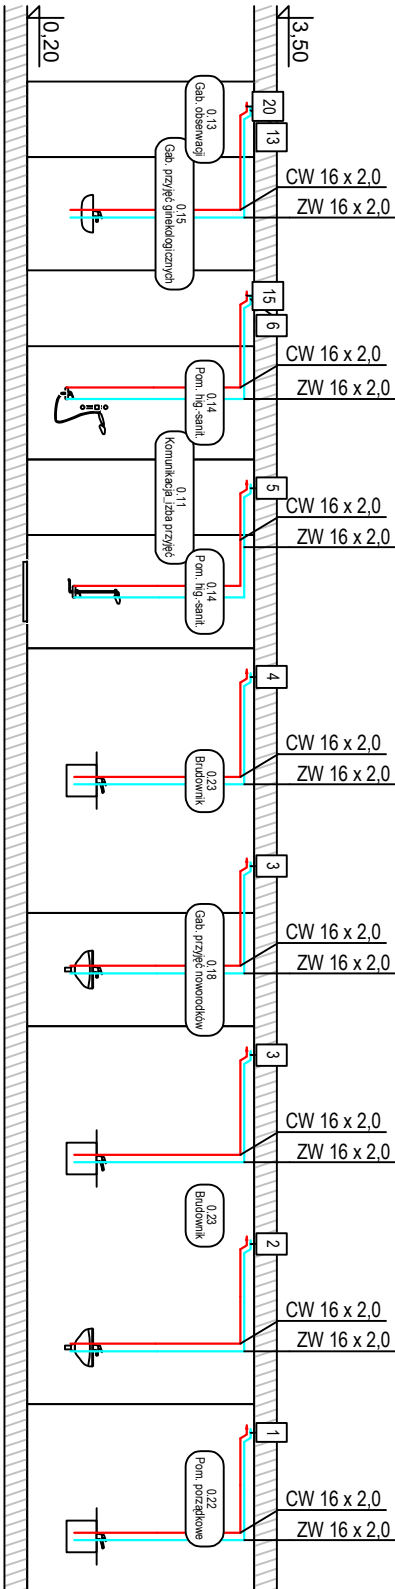 3,50
0,20
20
13
CW 16 x 2,0
ZW 16 x 2,0
0.13
Gab. obserwacji
0.15
Gab. przyjęć ginekologicznych
15
6
CW 16 x 2,0
ZW 16 x 2,0
0.14
Pom. hig.-sanit.
5
CW 16 x 2,0
ZW 16 x 2,0
0.11
Komunikacja_izba przyjęć
0.14
Pom. hig.-sanit.
4
CW 16 x 2,0
ZW 16 x 2,0
0.23
Brudownik
3
CW 16 x 2,0
ZW 16 x 2,0
0.18
Gab. przyjęć noworodków
3
CW 16 x 2,0
ZW 16 x 2,0
0.23
Brudownik
2
CW 16 x 2,0
ZW 16 x 2,0
1
CW 16 x 2,0
ZW 16 x 2,0
0.22
Pom. porządkowe